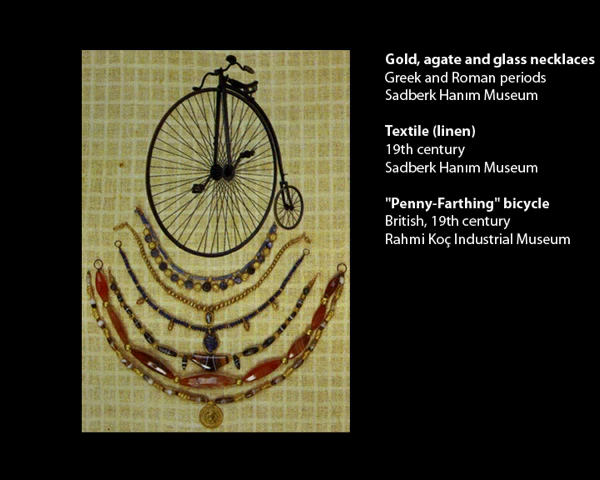 Gold, agate and glass necklaces
Greek and Roman periods
Sadberk Hanım Museum
Textile (linen)
19th century
Sadberk Hanım Museum
"Penny-Farthing" bicycle
British, 19th century
Rahmi Koç Industrial Museum